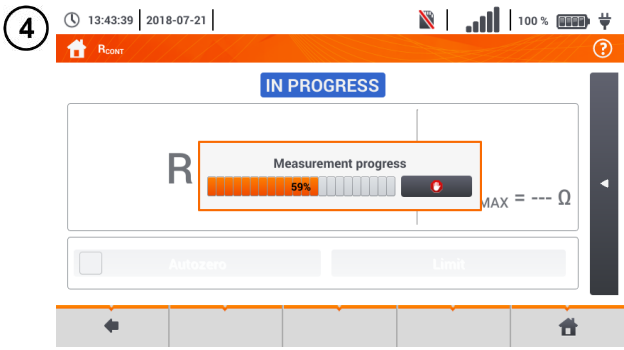 4
13:43:39 2018-07-21 100 %
RCONT ?
IN PROGRESS
Measurement progress
R
59%
MAX = --- Ω
Autozero Limit